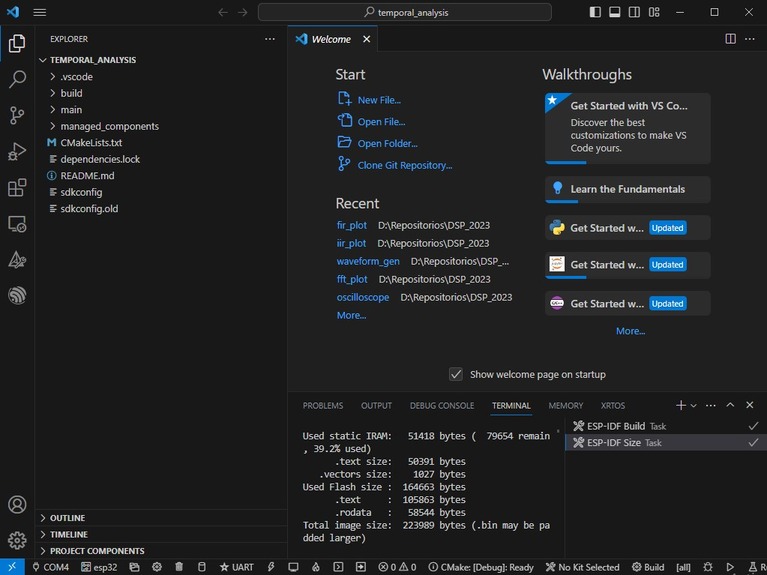 temporal_analysis
EXPLORER
TEMPORAL_ANALYSIS
.vscode
build
main
managed_components
CMakeLists.txt
dependencies.lock
README.md
sdkconfig
sdkconfig.old
OUTLINE
TIMELINE
PROJECT COMPONENTS
Welcome
Start
New File...
Open File...
Open Folder...
Clone Git Repository...
Recent
fir_plot D:\Repositorios\DSP_2023
iir_plot D:\Repositorios\DSP_2023
waveform_gen D:\Repositorios\DSP_...
fft_plot D:\Repositorios\DSP_2023
oscilloscope D:\Repositorios\DSP_2023
More...
Walkthroughs
Get Started with VS Co...
Discover the best
customizations to make VS
Code yours.
Learn the Fundamentals
Get Started w... Updated
Get Started w... Updated
Get Started w... Updated
More...
Show welcome page on startup
PROBLEMS OUTPUT DEBUG CONSOLE TERMINAL MEMORY XRTOS
Used static IRAM: 51418 bytes ( 79654 remain
, 39.2% used)
.text size: 50391 bytes
.vectors size: 1027 bytes
Used Flash size : 164663 bytes
.text : 105863 bytes
.rodata : 58544 bytes
Total image size: 223989 bytes (.bin may be pa
dded larger)
ESP-IDF Build Task
ESP-IDF Size Task
COM4 esp32 UART 0 0 CMake: [Debug]: Ready No Kit Selected Build [all]